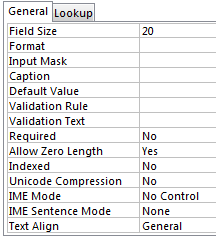 General Lookup
Field Size 20
Format
Input Mask
Caption
Default Value
Validation Rule
Validation Text
Required No
Allow Zero Length Yes
Indexed No
Unicode Compression No
IME Mode No Control
IME Sentence Mode None
Text Align General